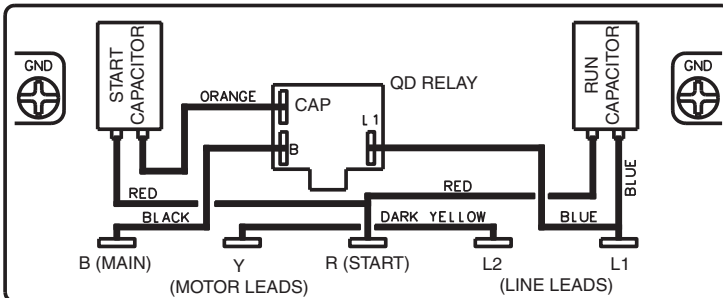 GND
START
CAPACITOR
ORANGE
QD RELAY
CAP
L1
B
RUN
CAPACITOR
GND
BLUE
RED
RED
BLACK
DARK YELLOW
BLUE
B (MAIN)
Y
R (START)
L2
L1
(MOTOR LEADS)
(LINE LEADS)